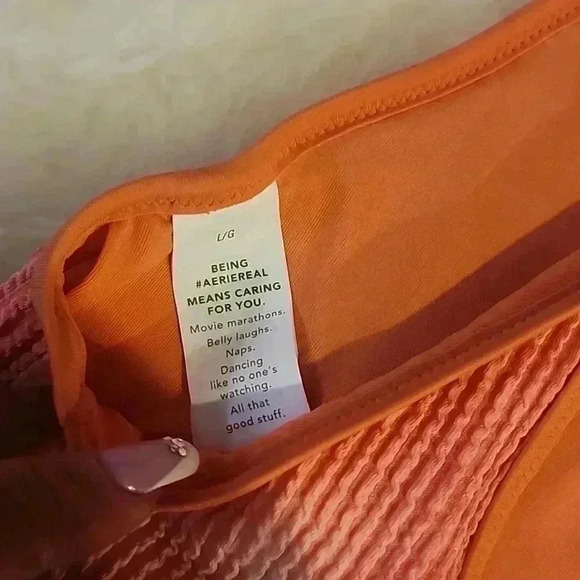 L/G
BEING
#AERIEREAL
MEANS CARING
FOR YOU.
Movie marathons.
Belly laughs.
Naps.
Dancing
like no one's
watching.
All that
good stuff.